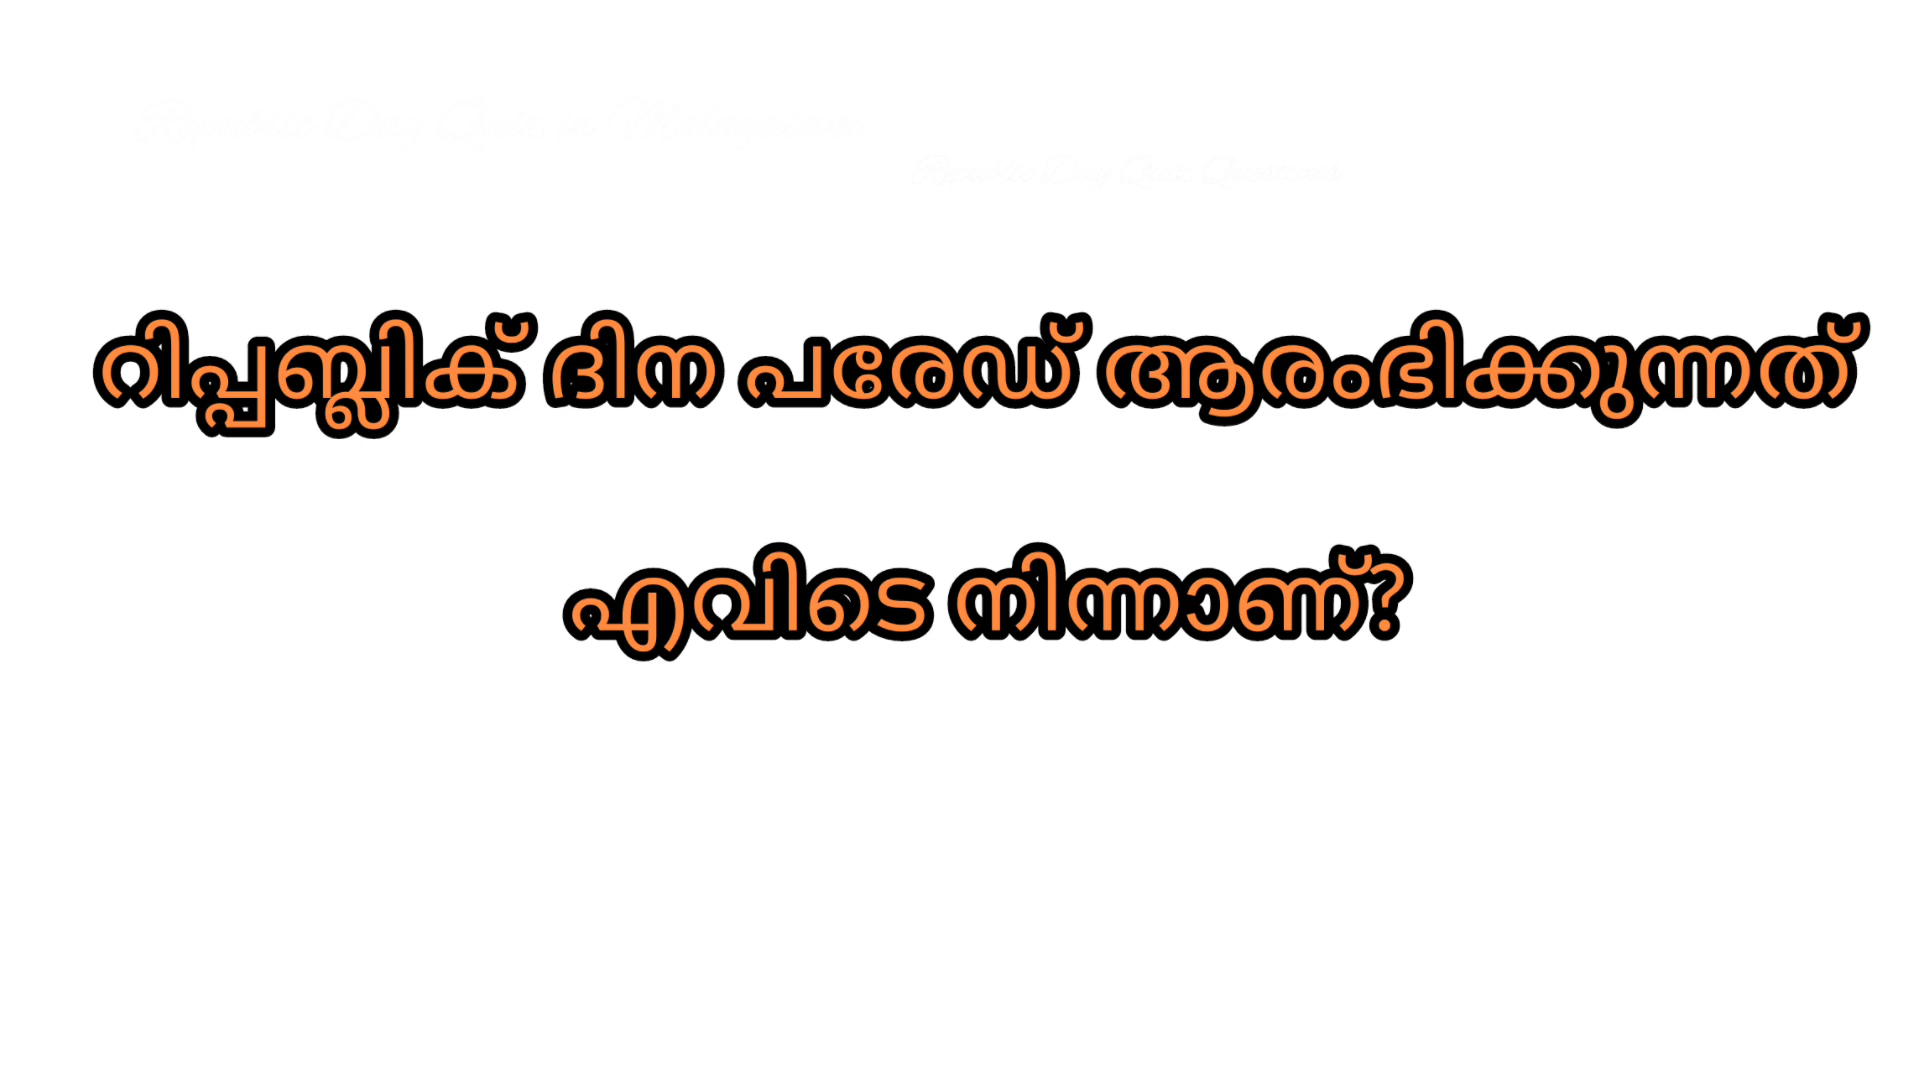 റിപ്പബ്ലിക് ദിന പരേഡ് ആരംഭിക്കുന്നത്
എവിടെ നിന്നാണ്?